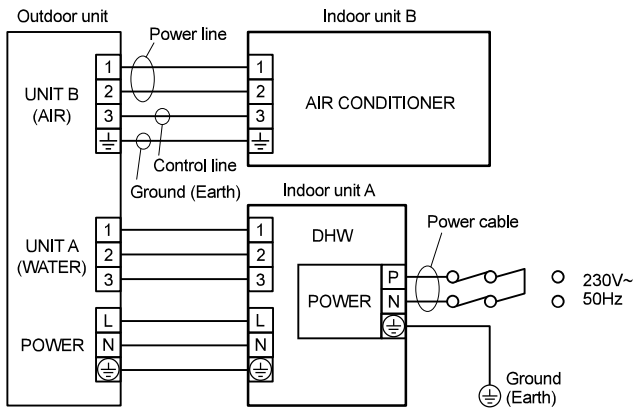 Outdoor unit
Indoor unit B
Power line
UNIT B
(AIR)
1
2
3
1
2
3
AIR CONDITIONER
Control line
Ground (Earth)
Indoor unit A
UNIT A
(WATER)
1
2
3
1
2
3
DHW
Power cable
POWER
P
N
230V~
50Hz
POWER
L
N
L
N
Ground
(Earth)